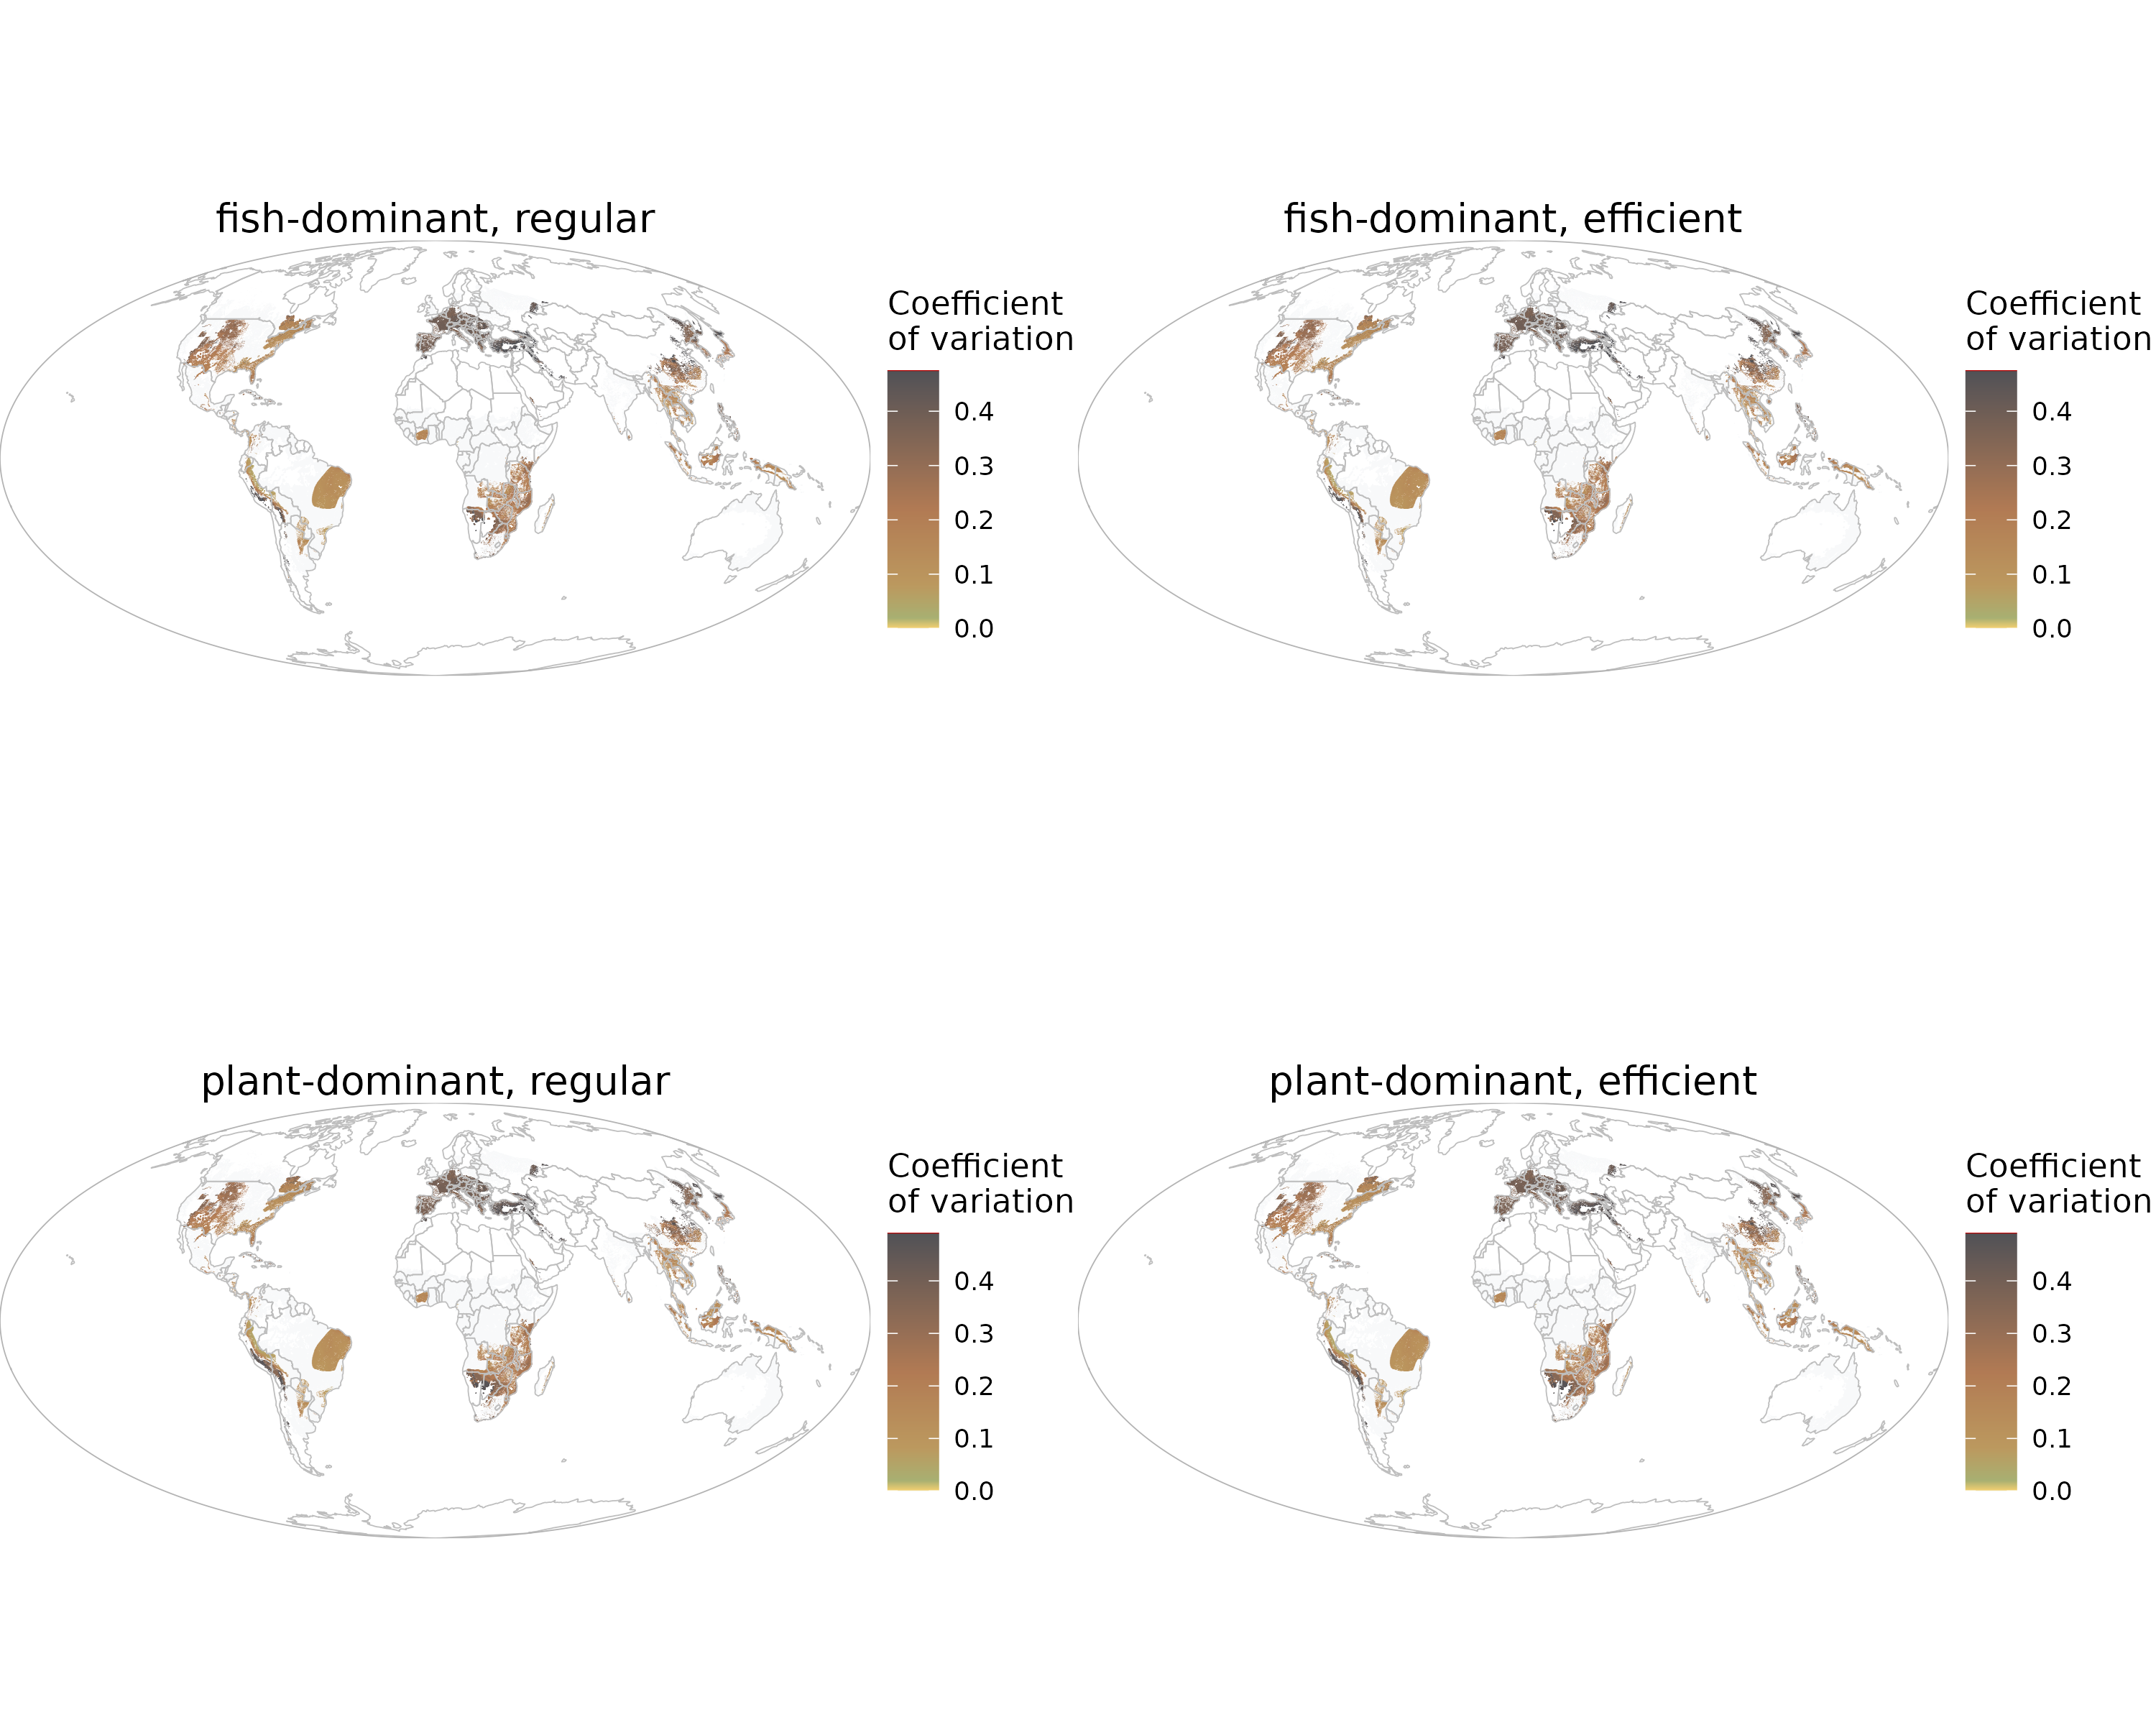 fish-dominant, regular
Coefficient
of variation
0.4
0.3
0.2
0.1
0.0
fish-dominant, efficient
Coefficient
of variation
0.4
0.3
0.2
0.1
0.0
plant-dominant, regular
Coefficient
of variation
0.4
0.3
0.2
0.1
0.0
plant-dominant, efficient
Coefficient
of variation
0.4
0.3
0.2
0.1
0.0